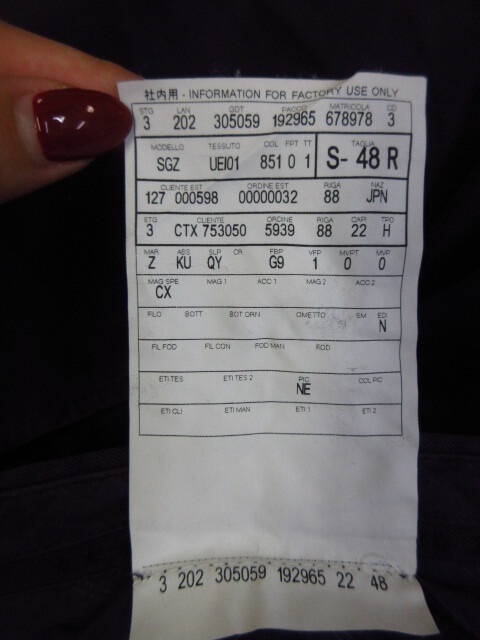 社内用 - INFORMATION FOR FACTORY USE ONLY
STG LAN GDT PACCO MATRICOLA CD
3 202 305059 192965 678978 3
MODELLO TESSUTO COL FPT TT TAGLIA
SGZ UEI01 851 0 1 S- 48 R
CLIENTE EST ORDINE EST RIGA NAZ
127 000598 00000032 88 JPN
STG CLIENTE ORDINE RIGA CAPI TPO
3 CTX 753050 5939 88 22 H
MAR ABS SLP CR FBP VFP MVPT MVP
Z KU QY G9 1 0 0
MAG SPE MAG 1 ACC 1 MAG 2 ACC 2
CX
FILO BOTT BOT ORN OMETTO SM EDI
N
FIL FOD FIL CON FOD MAN ROD
ETI TES ETI TES 2 PIC COL PIC
NE
ETI CLI ETI MAN ETI 1 ETI 2
3 202 305059 192965 22 48